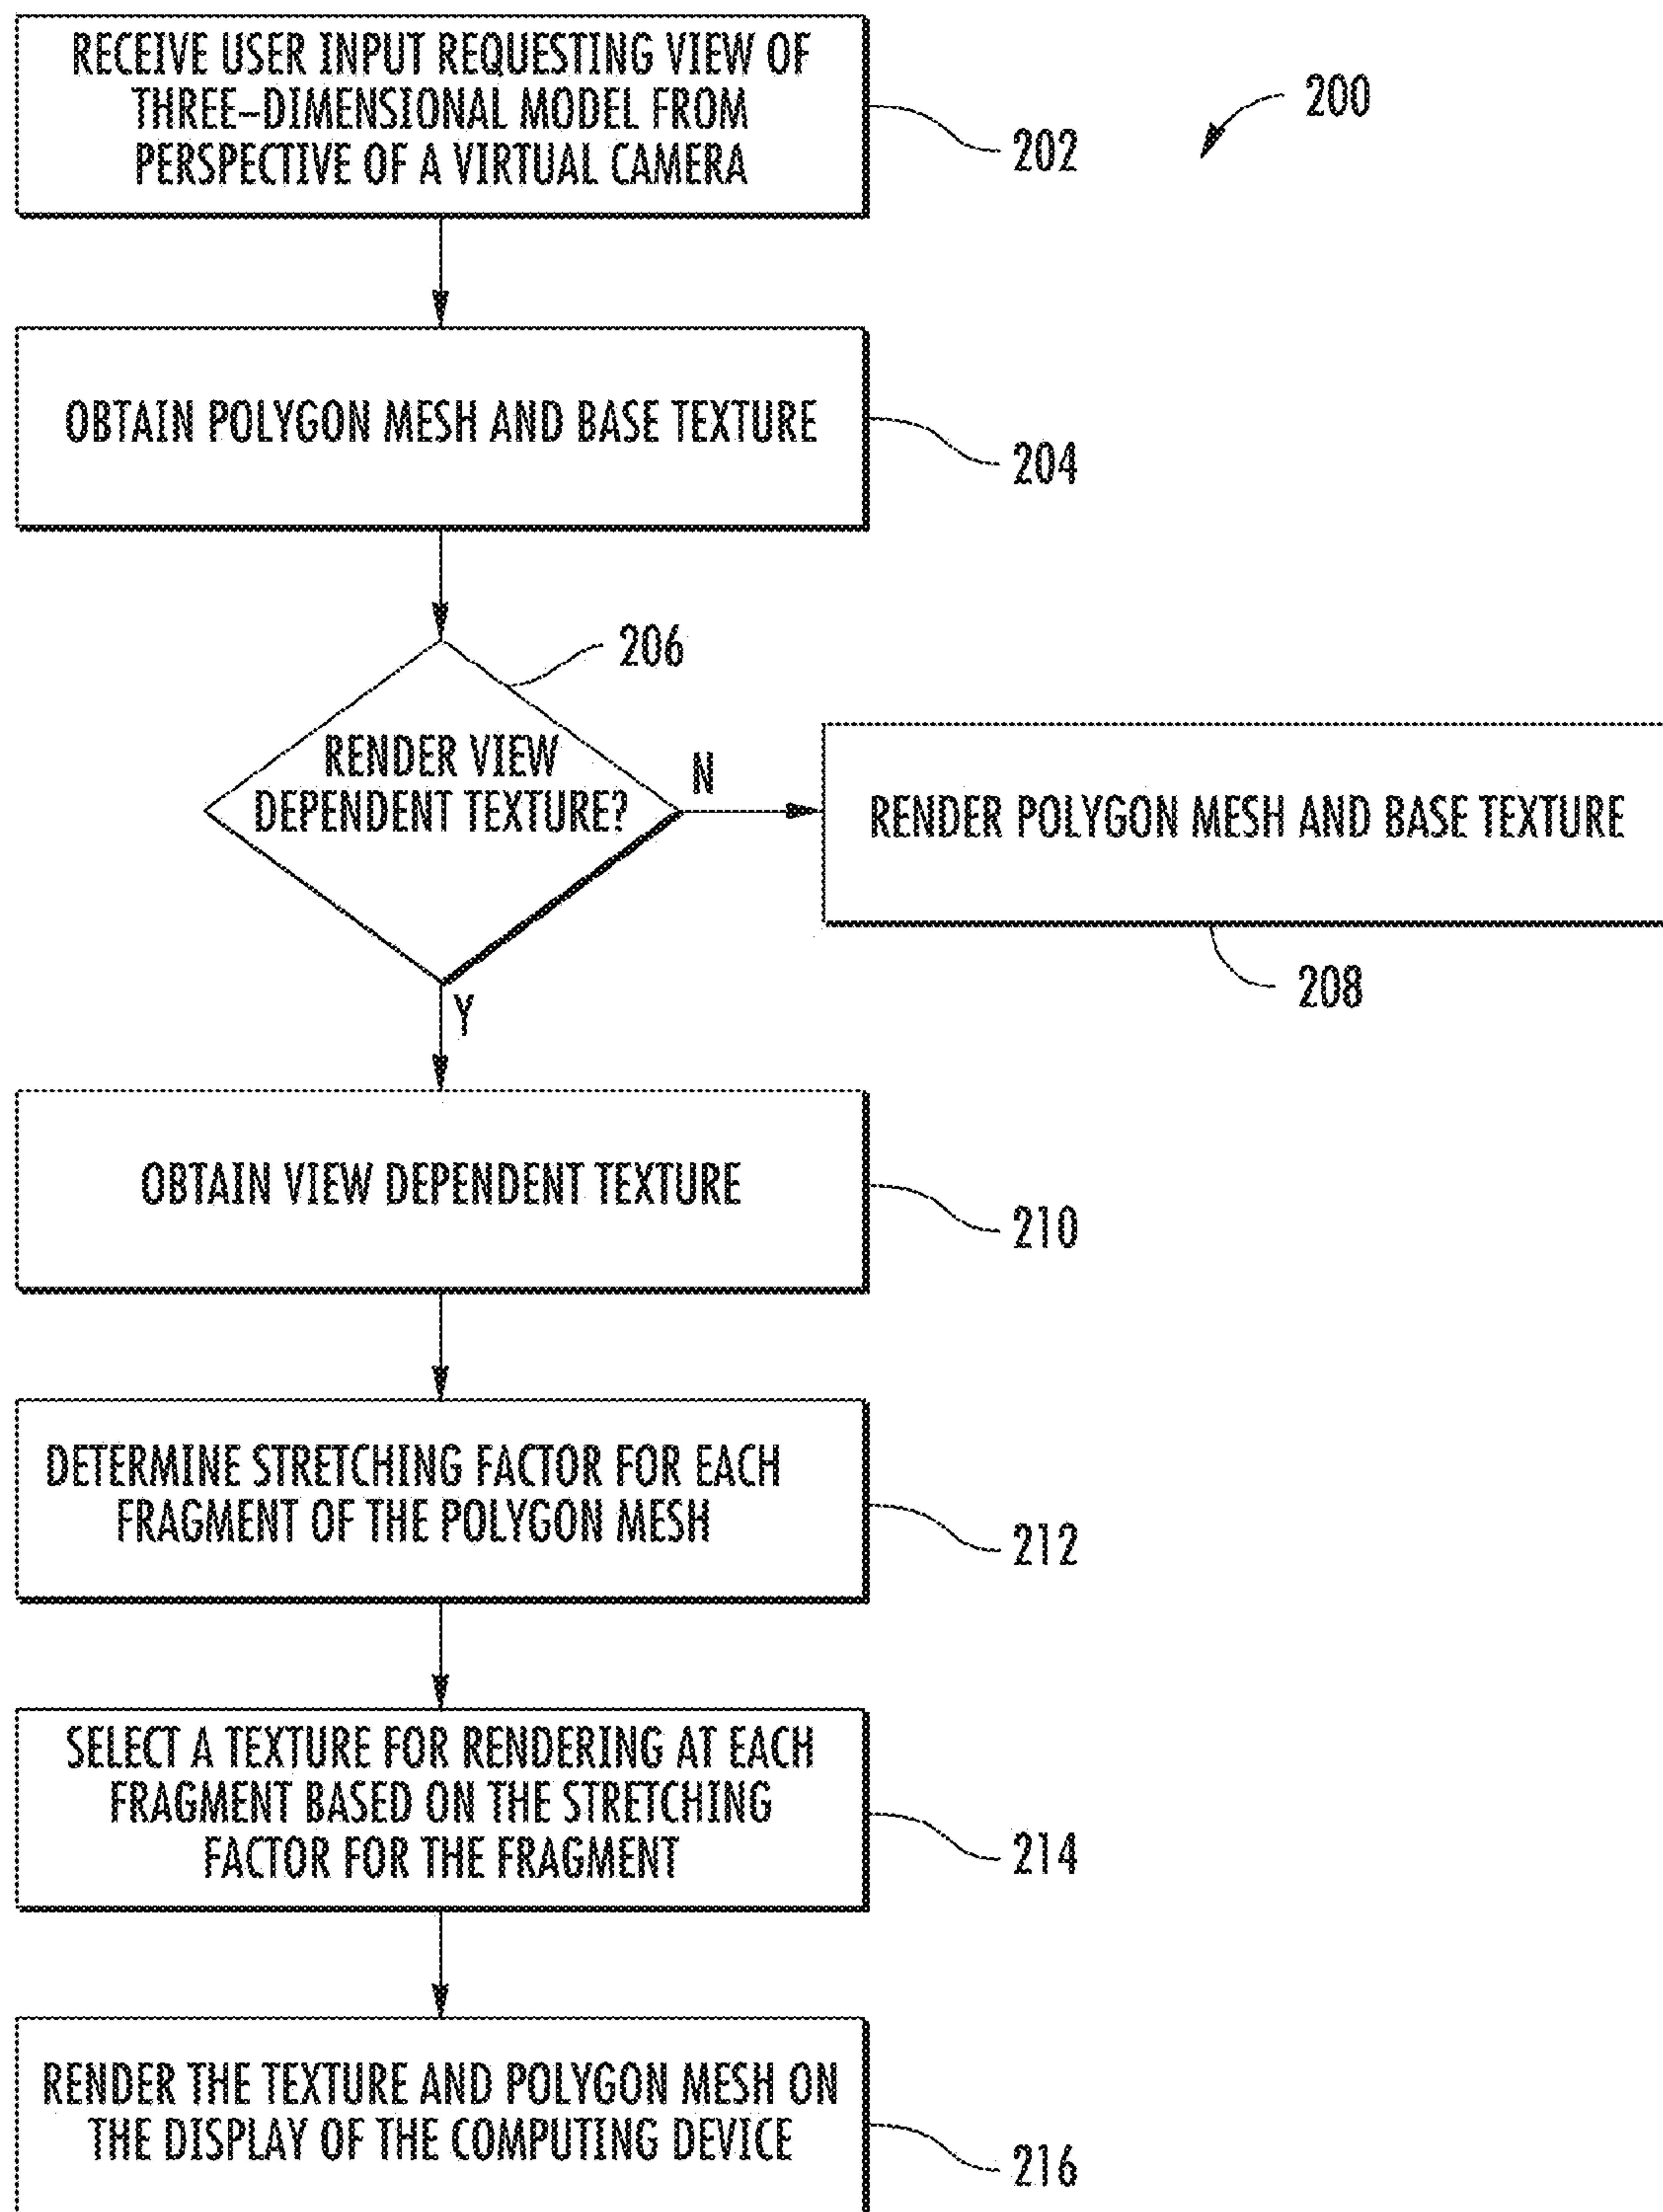 RECEIVE USER INPUT REQUESTING VIEW OF
THREE-DIMENSIONAL MODEL FROM
PERSPECTIVE OF A VIRTUAL CAMERA
200
202
OBTAIN POLYGON MESH AND BASE TEXTURE
204
206
RENDER VIEW
DEPENDENT TEXTURE?
N
RENDER POLYGON MESH AND BASE TEXTURE
208
Y
OBTAIN VIEW DEPENDENT TEXTURE
210
DETERMINE STRETCHING FACTOR FOR EACH
FRAGMENT OF THE POLYGON MESH
212
SELECT A TEXTURE FOR RENDERING AT EACH
FRAGMENT BASED ON THE STRETCHING
FACTOR FOR THE FRAGMENT
214
RENDER THE TEXTURE AND POLYGON MESH ON
THE DISPLAY OF THE COMPUTING DEVICE
216